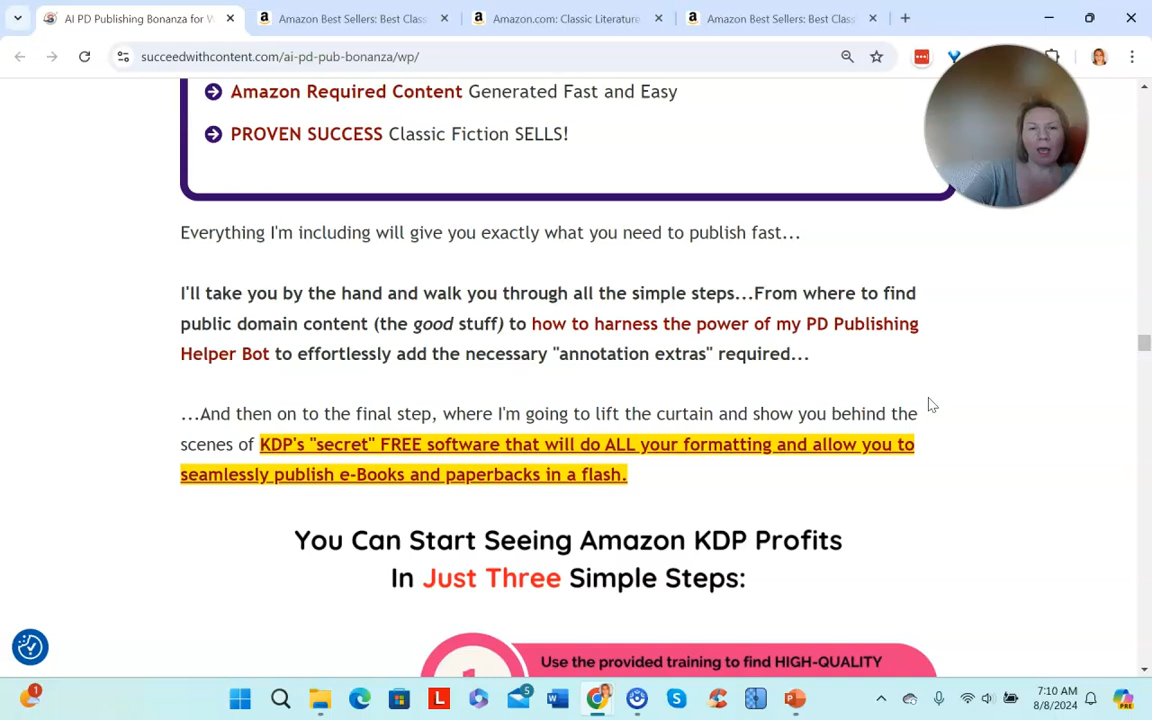 AI PD Publishing Bonanza for W
Amazon Best Sellers: Best Class
Amazon.com: Classic Literature
Amazon Best Sellers: Best Class
succeedwithcontent.com/ai-pd-pub-bonanza/wp/
Amazon Required Content Generated Fast and Easy
PROVEN SUCCESS Classic Fiction SELLS!
Everything I'm including will give you exactly what you need to publish fast...
I'll take you by the hand and walk you through all the simple steps...From where to find
public domain content (the good stuff) to how to harness the power of my PD Publishing
Helper Bot to effortlessly add the necessary "annotation extras" required...
...And then on to the final step, where I'm going to lift the curtain and show you behind the
scenes of KDP's "secret" FREE software that will do ALL your formatting and allow you to
seamlessly publish e-Books and paperbacks in a flash.
You Can Start Seeing Amazon KDP Profits
In Just Three Simple Steps:
1
Use the provided training to find HIGH-QUALITY
1
L
5
W
S
PRE
7:10 AM
8/8/2024